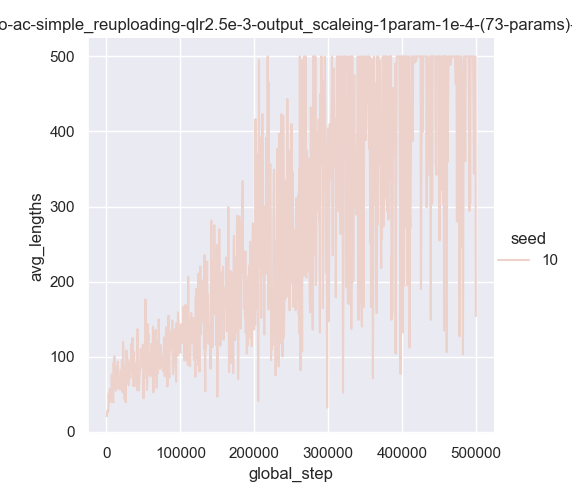 o-ac-simple_reuploading-qlr2.5e-3-output_scaleing-1param-1e-4-(73-params)-
500
400
300
200
100
0
avg_lengths
0 100000 200000 300000 400000 500000
global_step
seed
10